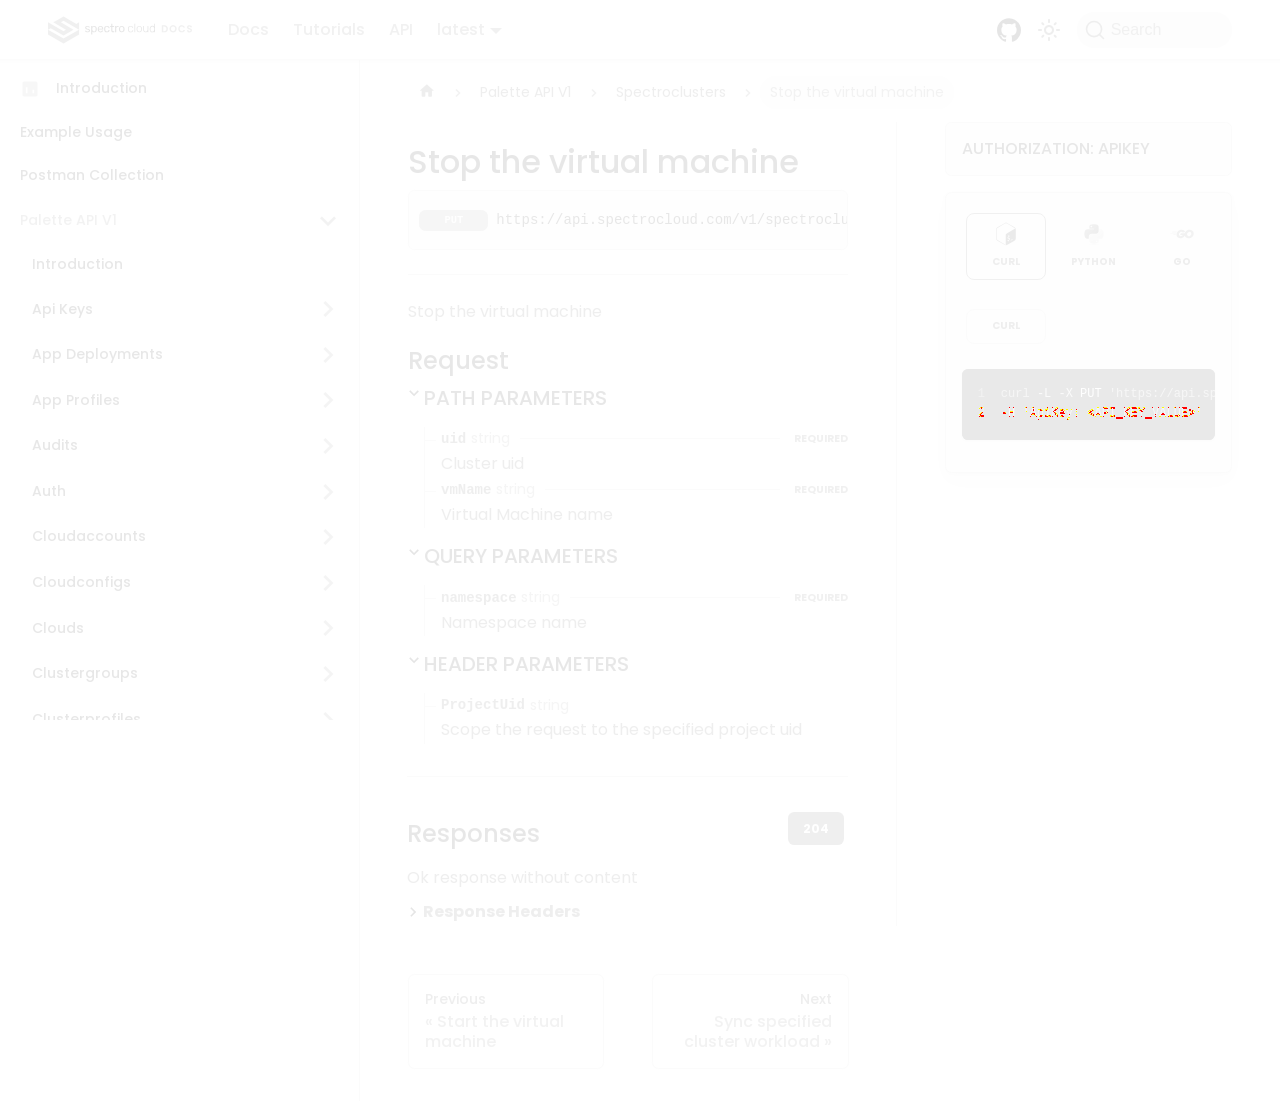 spectro cloud DOCS
Docs
Tutorials
API
latest
Search
Introduction
Example Usage
Postman Collection
Palette API V1
Introduction
Api Keys
App Deployments
App Profiles
Audits
Auth
Cloudaccounts
Cloudconfigs
Clouds
Clustergroups
Clusterprofiles
Palette API V1
Spectroclusters
Stop the virtual machine
Stop the virtual machine
PUT https://api.spectrocloud.com/v1/spectroclu
Stop the virtual machine
Request
PATH PARAMETERS
uid string REQUIRED
Cluster uid
vmName string REQUIRED
Virtual Machine name
QUERY PARAMETERS
namespace string REQUIRED
Namespace name
HEADER PARAMETERS
ProjectUid string
Scope the request to the specified project uid
Responses
204
Ok response without content
Response Headers
Previous
« Start the virtual
machine
Next
Sync specified
cluster workload »
AUTHORIZATION: APIKEY
CURL
PYTHON
GO
GO
CURL
1 curl -L -X PUT 'https://api.sp
2 -H 'ApiKey: <API_KEY_VALUE>'